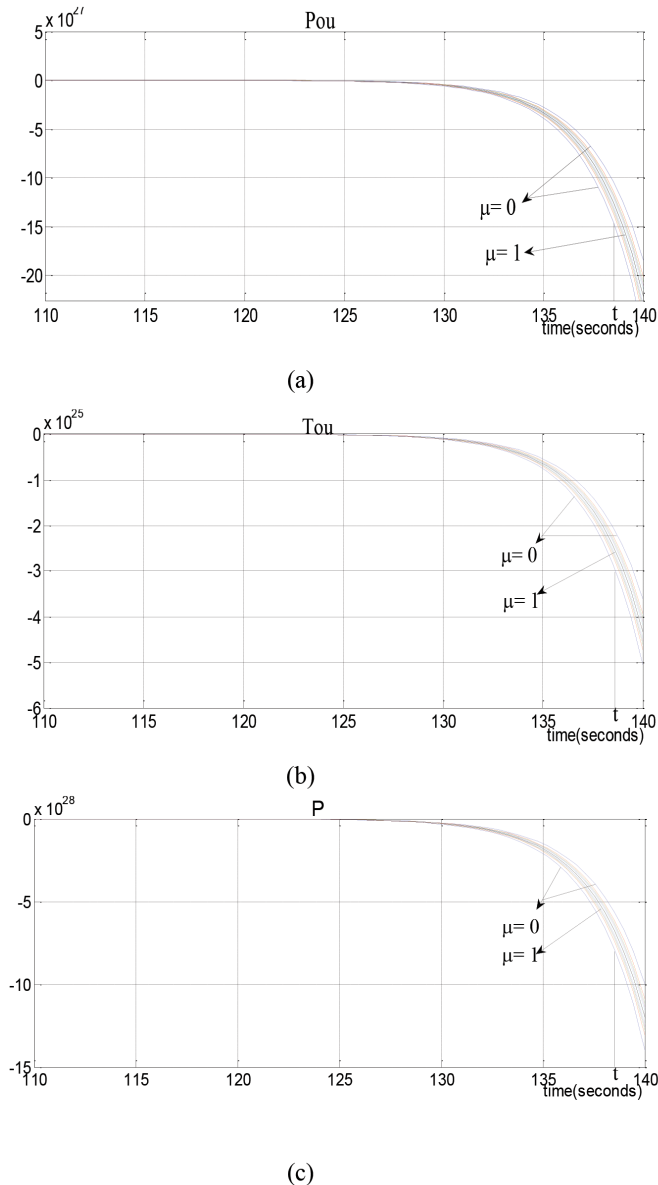 x 10^27
Pou
5
0
-5
-10
-15
-20
μ= 0
μ= 1
110 115 120 125 130 135 t 140
time(seconds)
(a)
x 10^25
Tou
0
-1
-2
-3
-4
-5
-6
μ= 0
μ= 1
110 115 120 125 130 135 t 140
time(seconds)
(b)
x 10^28
P
0
-5
-10
-15
μ= 0
μ= 1
110 115 120 125 130 135 t 140
time(seconds)
(c)